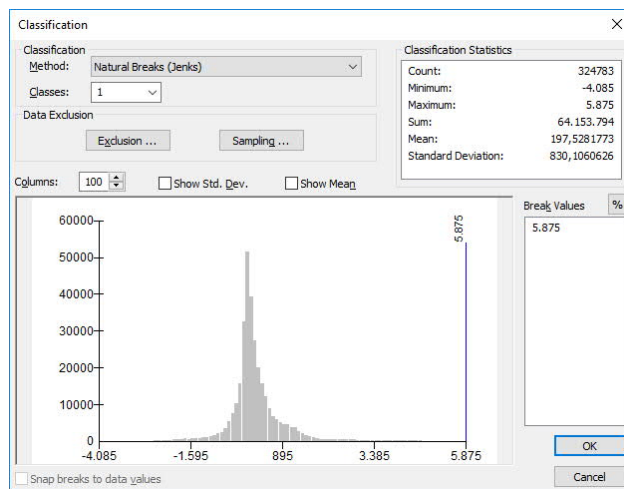 Classification
Classification
Method: Natural Breaks (Jenks)
Classes: 1
Data Exclusion
Exclusion ... Sampling ...
Classification Statistics
Count: 324783
Minimum: -4.085
Maximum: 5.875
Sum: 64.153.794
Mean: 197,5281773
Standard Deviation: 830,1060626
Columns: 100 Show Std. Dev. Show Mean
Break Values %
5.875
60000
50000
40000
30000
20000
10000
0
-4.085 -1.595 895 3.385 5.875
5.875
Snap breaks to data values
OK
Cancel